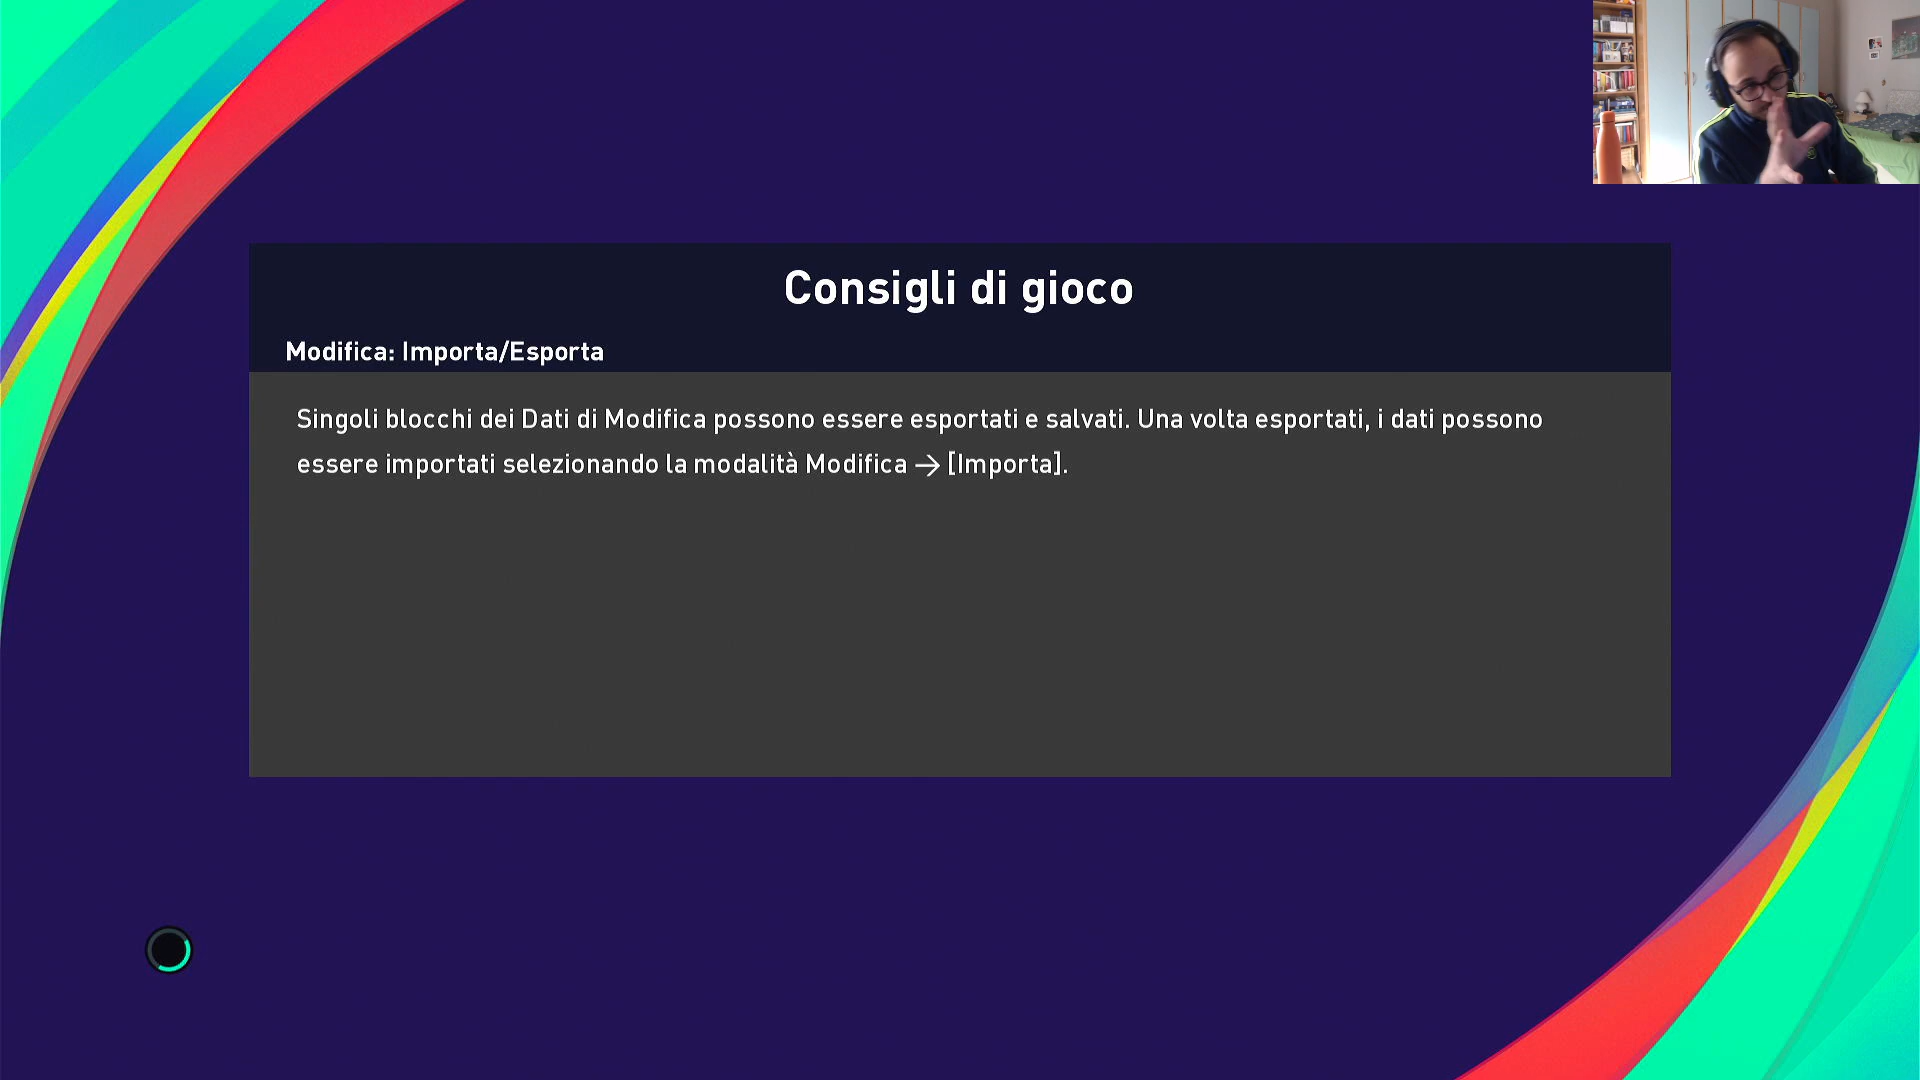 Consigli di gioco
Modifica: Importa/Esporta
Singoli blocchi dei Dati di Modifica possono essere esportati e salvati. Una volta esportati, i dati possono
essere importati selezionando la modalità Modifica → [Importa].